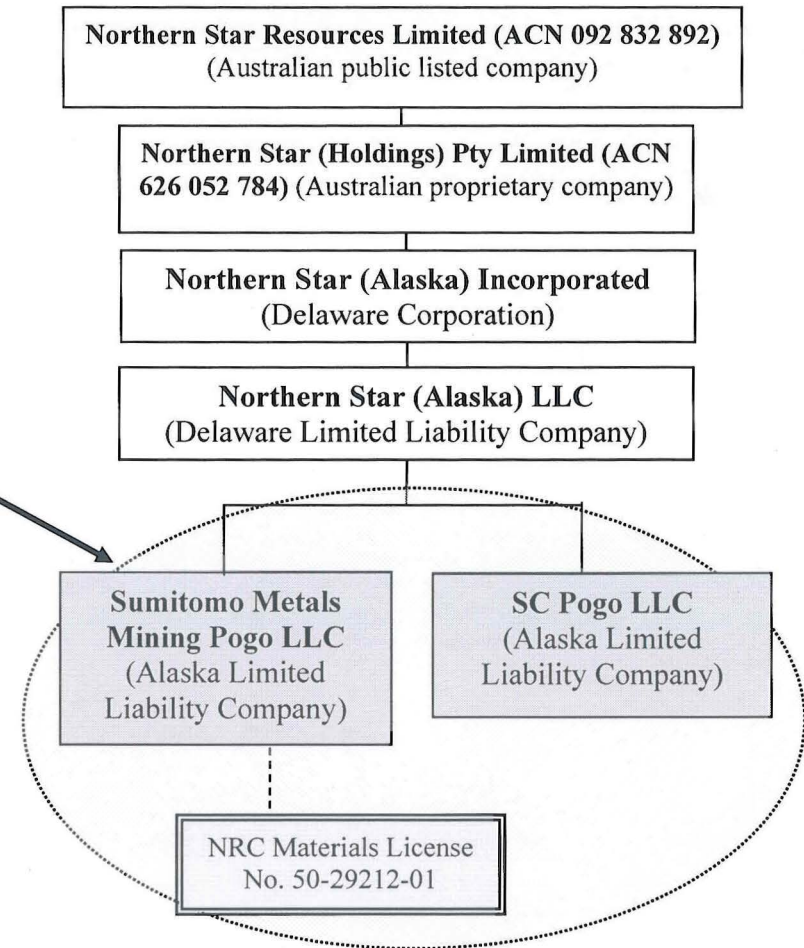 Northern Star Resources Limited (ACN 092 832 892)
(Australian public listed company)
Northern Star (Holdings) Pty Limited (ACN
626 052 784) (Australian proprietary company)
Northern Star (Alaska) Incorporated
(Delaware Corporation)
Northern Star (Alaska) LLC
(Delaware Limited Liability Company)
Sumitomo Metals
Mining Pogo LLC
(Alaska Limited
Liability Company)
SC Pogo LLC
(Alaska Limited
Liability Company)
NRC Materials License
No. 50-29212-01